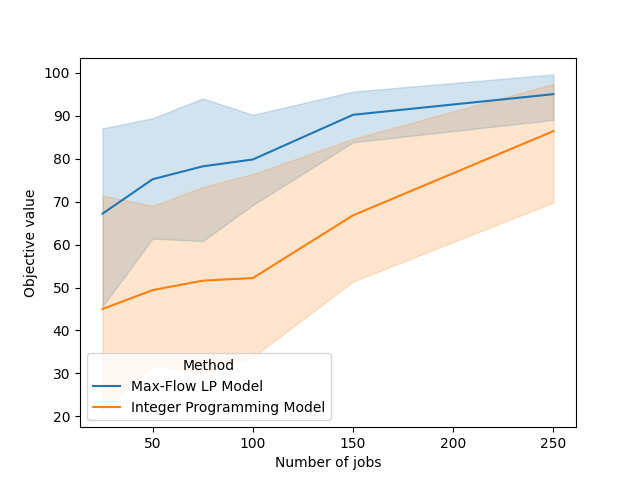 100
90
80
70
60
50
40
30
20
Objective value
Method
Max-Flow LP Model
Integer Programming Model
50 100 150 200 250
Number of jobs